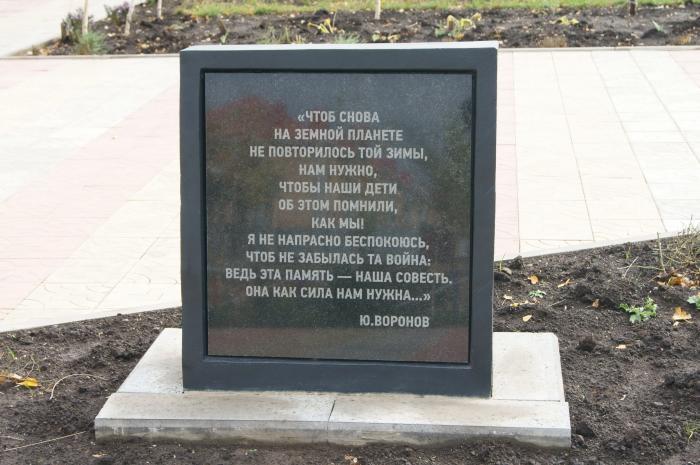 «ЧТОБ СНОВА
НА ЗЕМНОЙ ПЛАНЕТЕ
НЕ ПОВТОРИЛОСЬ ТОЙ ЗИМЫ,
НАМ НУЖНО,
ЧТОБЫ НАШИ ДЕТИ
ОБ ЭТОМ ПОМНИЛИ,
КАК МЫ!
Я НЕ НАПРАСНО БЕСПОКОЮСЬ,
ЧТОБ НЕ ЗАБЫЛАСЬ ТА ВОЙНА:
ВЕДЬ ЭТА ПАМЯТЬ — НАША СОВЕСТЬ.
ОНА КАК СИЛА НАМ НУЖНА...»
Ю.ВОРОНОВ